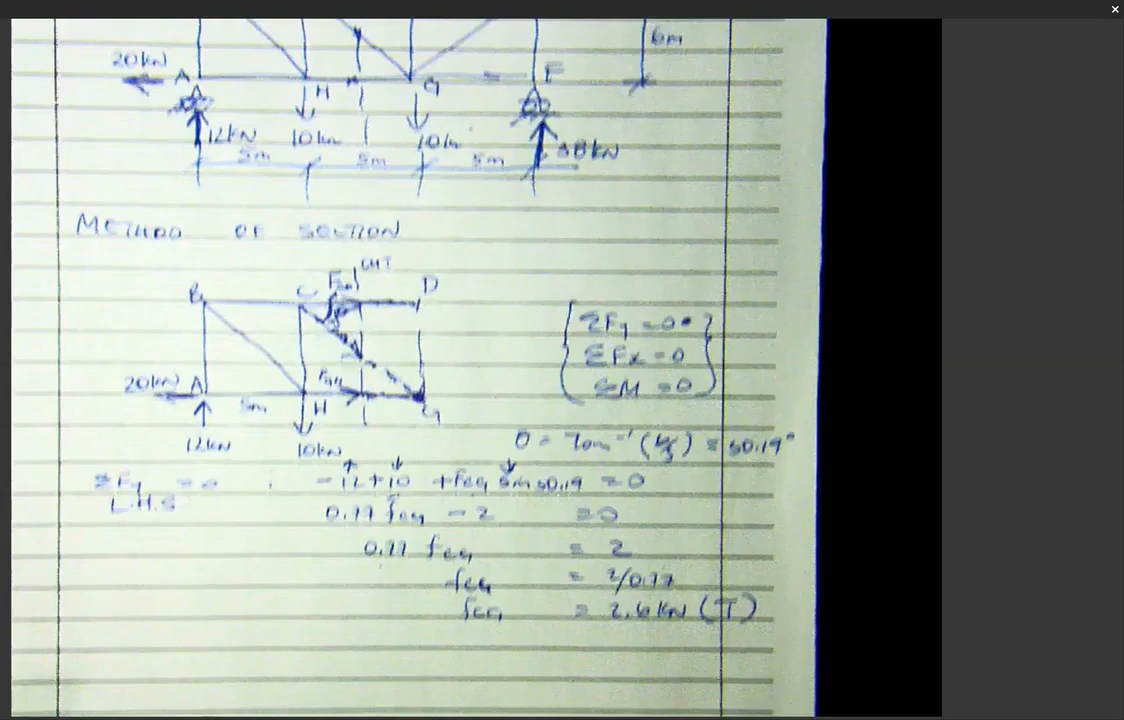 6m
20kN A H G F
12kN 10kN 10kN 38kN
5m 5m 5m
METHOD OF SECTION
CUT
B C D
ΣFy = 0
ΣFx = 0
ΣM = 0
20kN A 5m H G
12kN 10kN
θ = Tan⁻¹(6/5) = 50.19°
ΣFy = 0 : -12 + 10 + FCG Sin 50.19 = 0
L.H.S
0.77 fCG - 2 = 0
0.77 fCG = 2
fCG = 2/0.77
fCG = 2.6 kN (T)